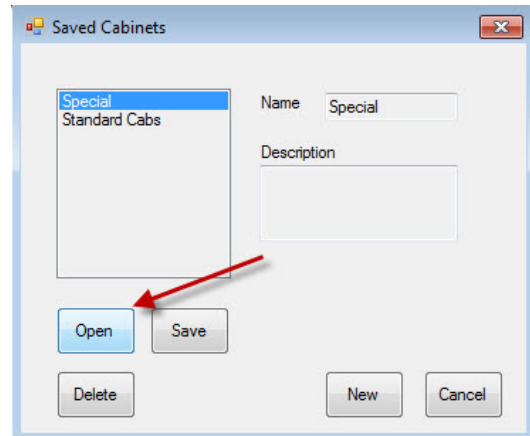 Saved Cabinets
Special
Standard Cabs
Name
Special
Description
Open
Save
Delete
New
Cancel